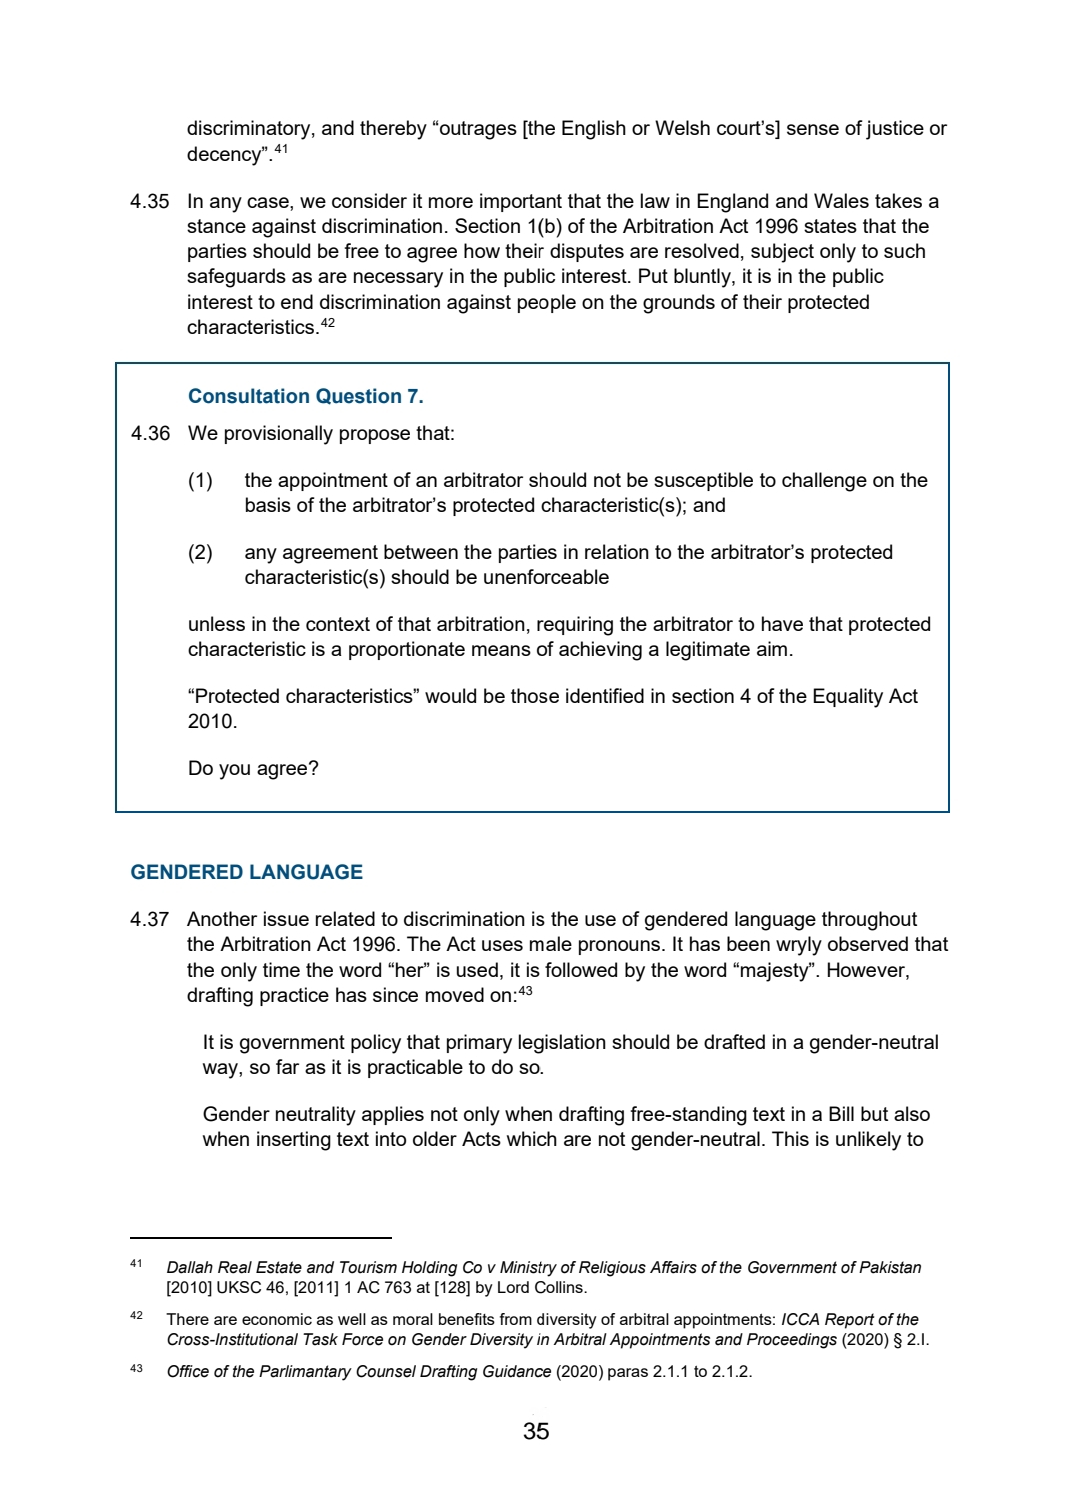 discriminatory, and thereby “outrages [the English or Welsh court’s] sense of justice or
decency”.41
4.35 In any case, we consider it more important that the law in England and Wales takes a
stance against discrimination. Section 1(b) of the Arbitration Act 1996 states that the
parties should be free to agree how their disputes are resolved, subject only to such
safeguards as are necessary in the public interest. Put bluntly, it is in the public
interest to end discrimination against people on the grounds of their protected
characteristics.42
Consultation Question 7.
4.36 We provisionally propose that:
(1) the appointment of an arbitrator should not be susceptible to challenge on the
basis of the arbitrator’s protected characteristic(s); and
(2) any agreement between the parties in relation to the arbitrator’s protected
characteristic(s) should be unenforceable
unless in the context of that arbitration, requiring the arbitrator to have that protected
characteristic is a proportionate means of achieving a legitimate aim.
“Protected characteristics” would be those identified in section 4 of the Equality Act
2010.
Do you agree?
GENDERED LANGUAGE
4.37 Another issue related to discrimination is the use of gendered language throughout
the Arbitration Act 1996. The Act uses male pronouns. It has been wryly observed that
the only time the word “her” is used, it is followed by the word “majesty”. However,
drafting practice has since moved on:43
It is government policy that primary legislation should be drafted in a gender-neutral
way, so far as it is practicable to do so.
Gender neutrality applies not only when drafting free-standing text in a Bill but also
when inserting text into older Acts which are not gender-neutral. This is unlikely to
41 Dallah Real Estate and Tourism Holding Co v Ministry of Religious Affairs of the Government of Pakistan
[2010] UKSC 46, [2011] 1 AC 763 at [128] by Lord Collins.
42 There are economic as well as moral benefits from diversity of arbitral appointments: ICCA Report of the
Cross-Institutional Task Force on Gender Diversity in Arbitral Appointments and Proceedings (2020) § 2.I.
43 Office of the Parlimantary Counsel Drafting Guidance (2020) paras 2.1.1 to 2.1.2.
35